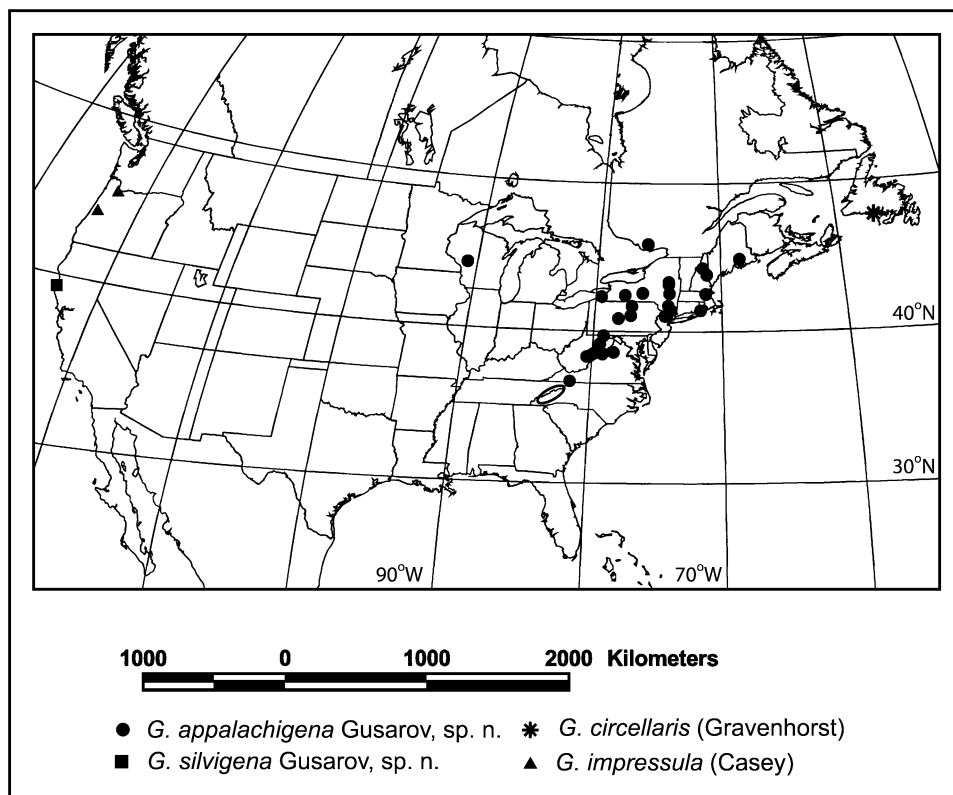 40°N
30°N
90°W 70°W
1000 0 1000 2000 Kilometers
G. appalachigena Gusarov, sp. n. G. circellaris (Gravenhorst)
G. silvigena Gusarov, sp. n. G. impressula (Casey)